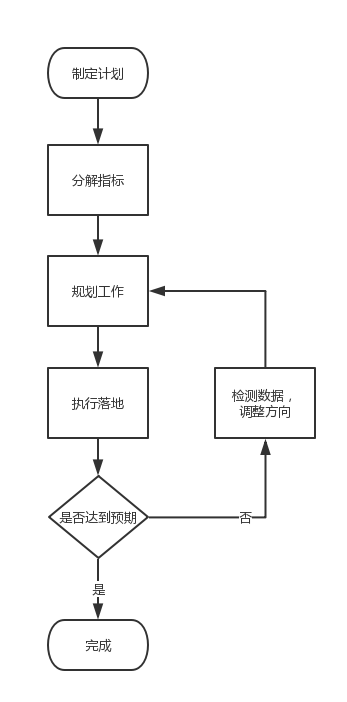 制定计划
分解指标
规划工作
执行落地
检测数据，
调整方向
是否达到预期
否
是
完成